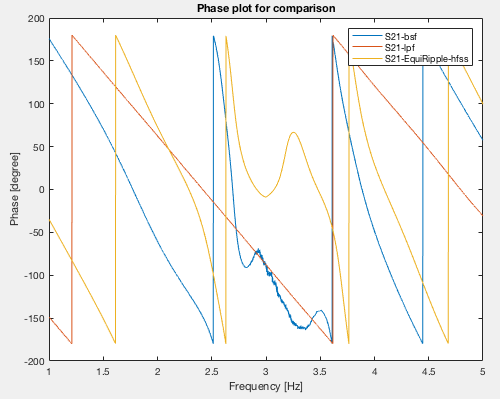 Phase plot for comparison
200
150
100
50
0
-50
-100
-150
-200
Phase [degree]
S21-bsf
S21-lpf
S21-EquiRipple-hfss
1 1.5 2 2.5 3 3.5 4 4.5 5
Frequency [Hz]